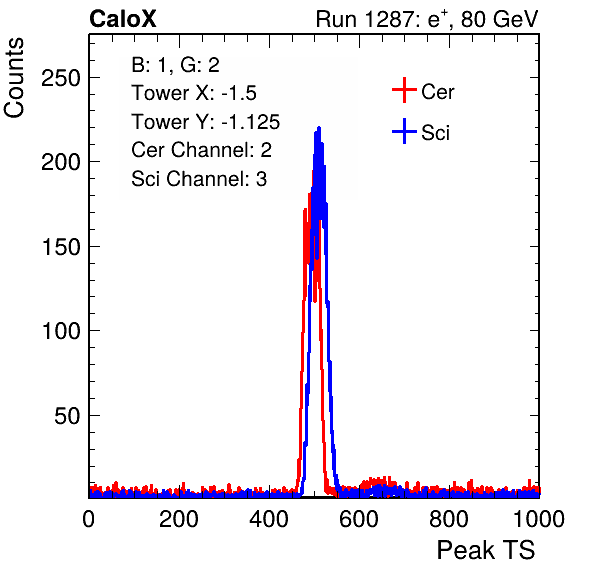 CaloX Run 1287: e⁺, 80 GeV
Counts
B: 1, G: 2
Tower X: -1.5
Tower Y: -1.125
Cer Channel: 2
Sci Channel: 3
Cer
Sci
250
200
150
100
50
0 200 400 600 800 1000
Peak TS